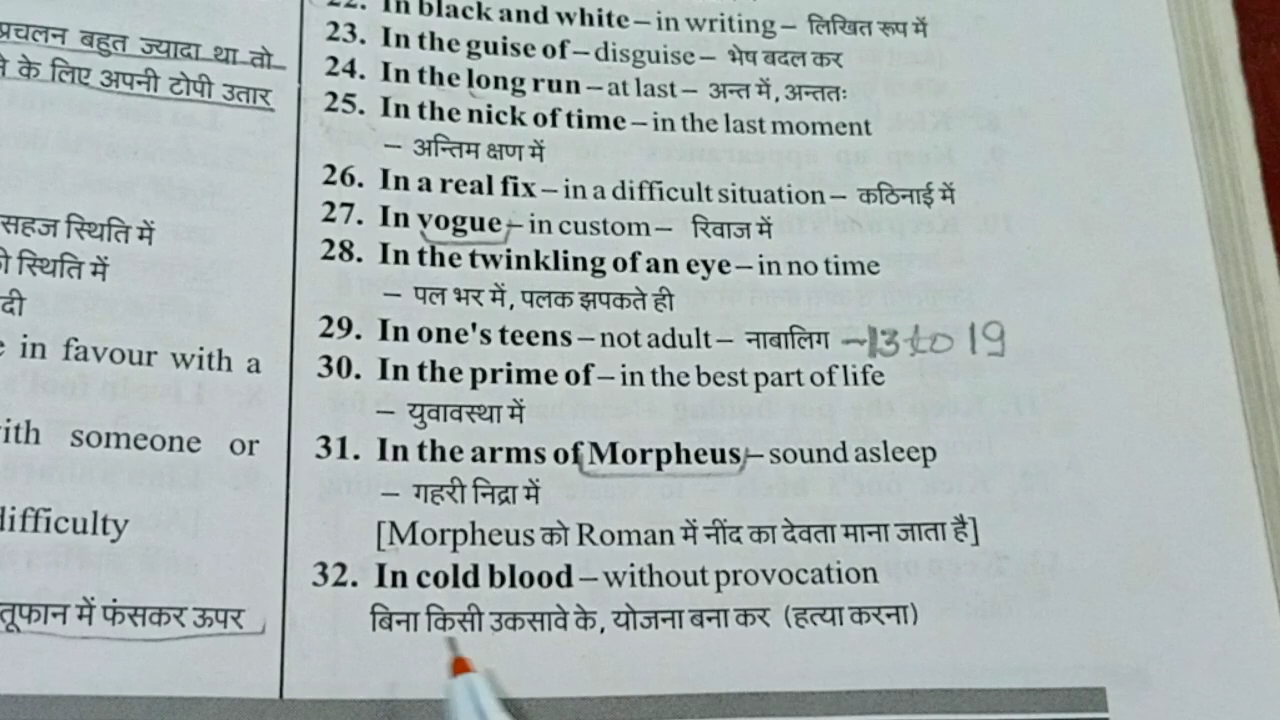 प्रचलन बहुत ज्यादा था तो
के लिए अपनी टोपी उतार
सहज स्थिति में
स्थिति में
दी
in favour with a
with someone or
difficulty
तूफान में फंसकर ऊपर
22. In black and white – in writing – लिखित रूप में
23. In the guise of – disguise – भेष बदल कर
24. In the long run – at last – अन्त में, अन्ततः
25. In the nick of time – in the last moment
– अन्तिम क्षण में
26. In a real fix – in a difficult situation – कठिनाई में
27. In vogue – in custom – रिवाज में
28. In the twinkling of an eye – in no time
– पल भर में, पलक झपकते ही
29. In one's teens – not adult – नाबालिग – 13 to 19
30. In the prime of – in the best part of life
– युवावस्था में
31. In the arms of Morpheus – sound asleep
– गहरी निद्रा में
[Morpheus को Roman में नींद का देवता माना जाता है]
32. In cold blood – without provocation
बिना किसी उकसावे के, योजना बना कर (हत्या करना)